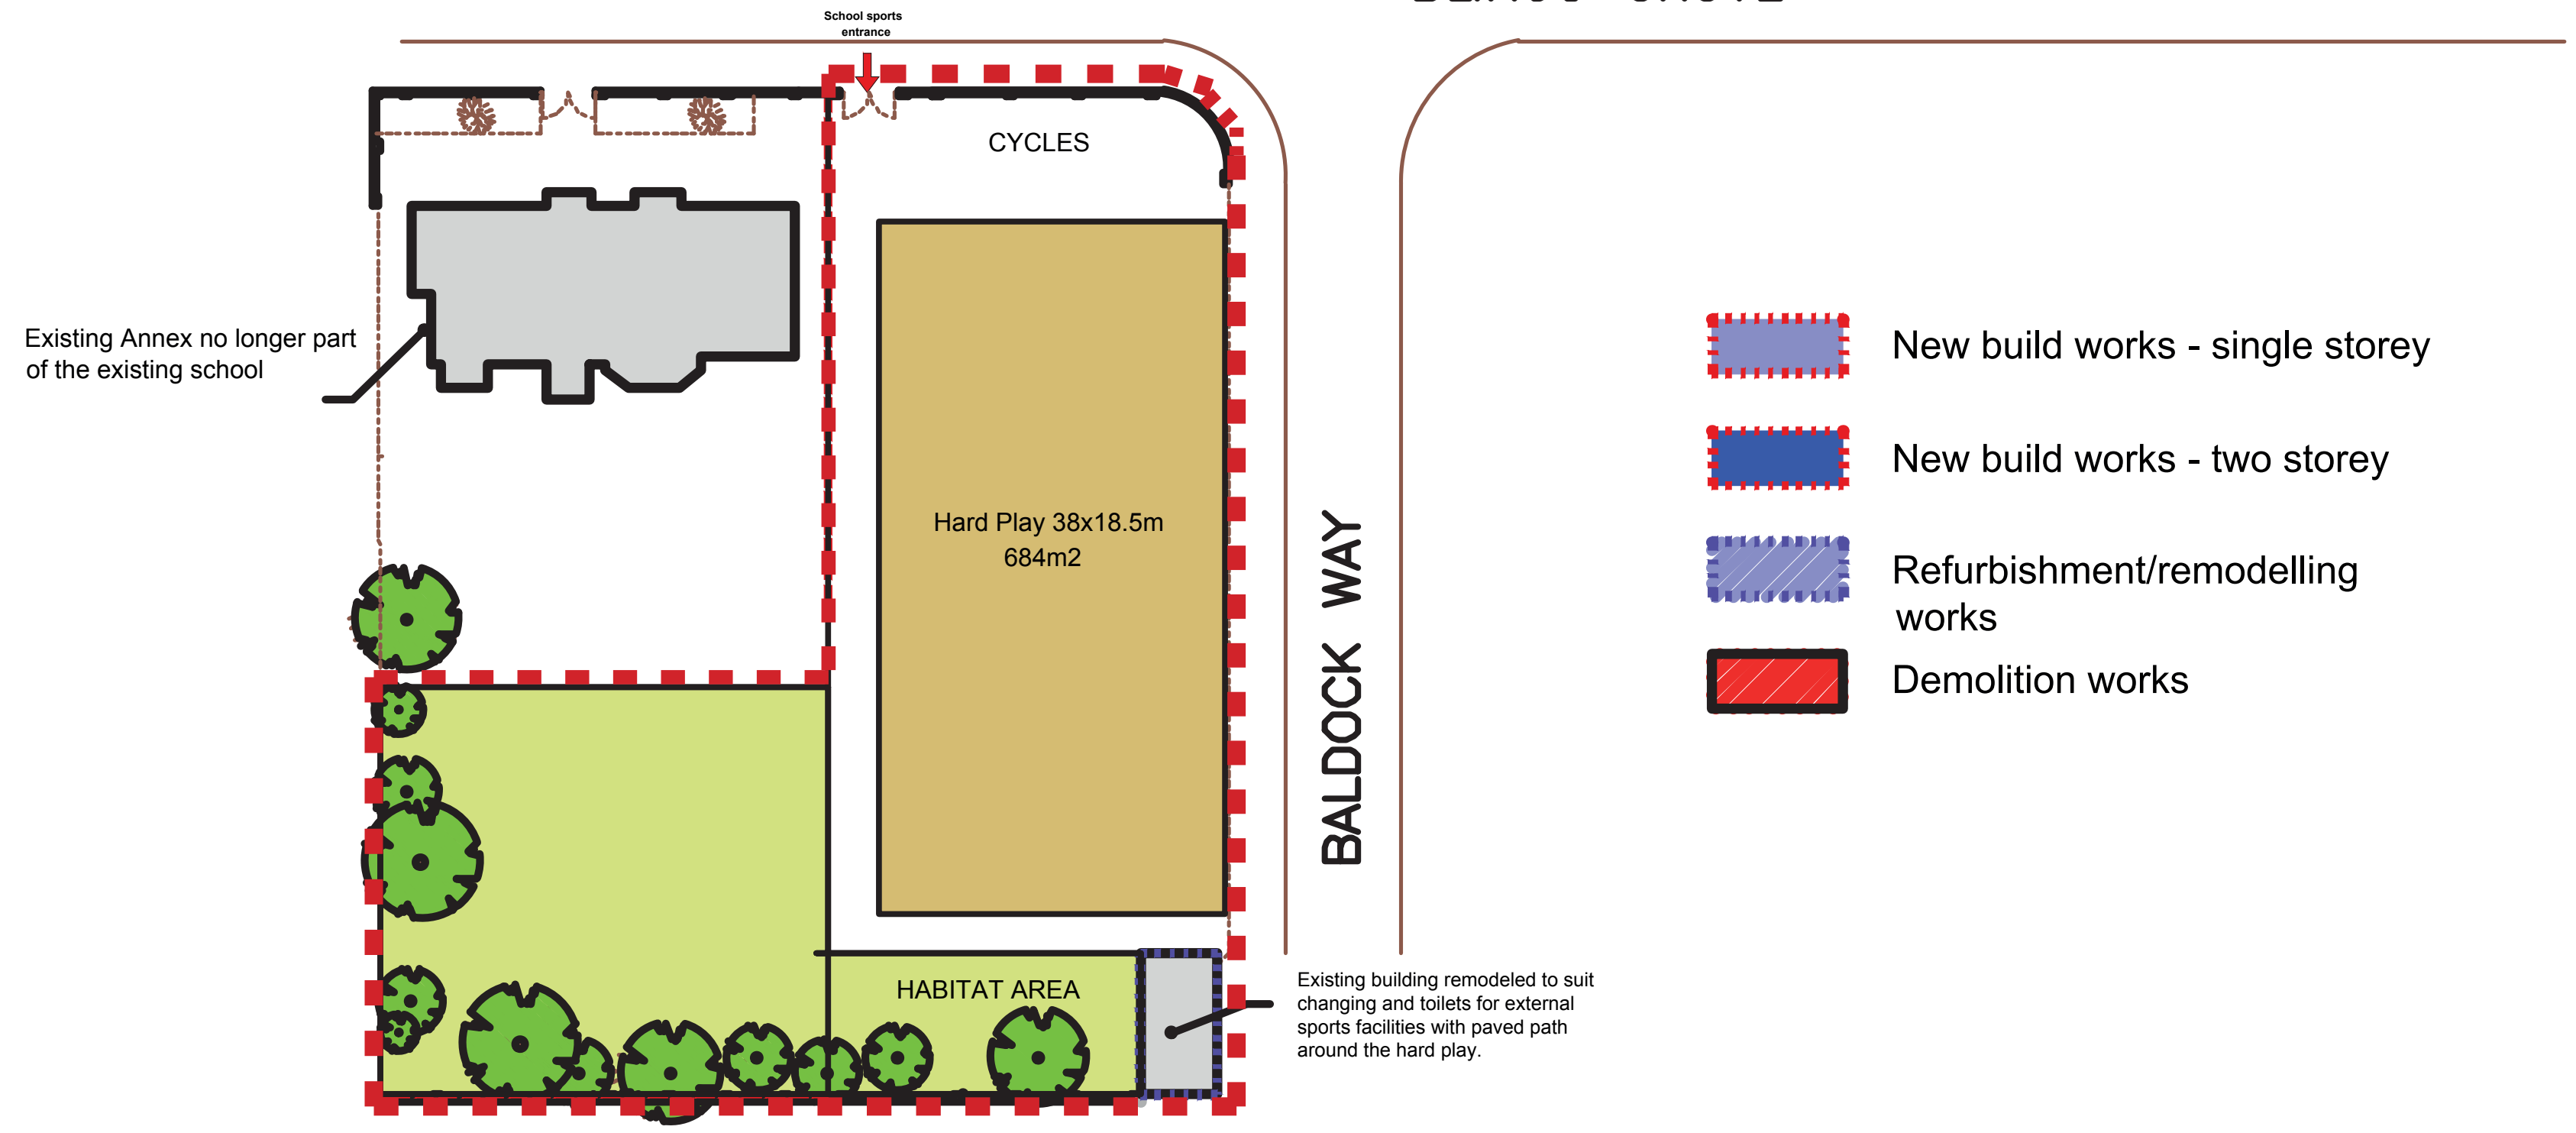 School sports
entrance
CYCLES
Existing Annex no longer part
of the existing school
Hard Play 38x18.5m
684m2
BALDOCK WAY
HABITAT AREA
Existing building remodeled to suit
changing and toilets for external
sports facilities with paved path
around the hard play.
New build works - single storey
New build works - two storey
Refurbishment/remodelling
works
Demolition works